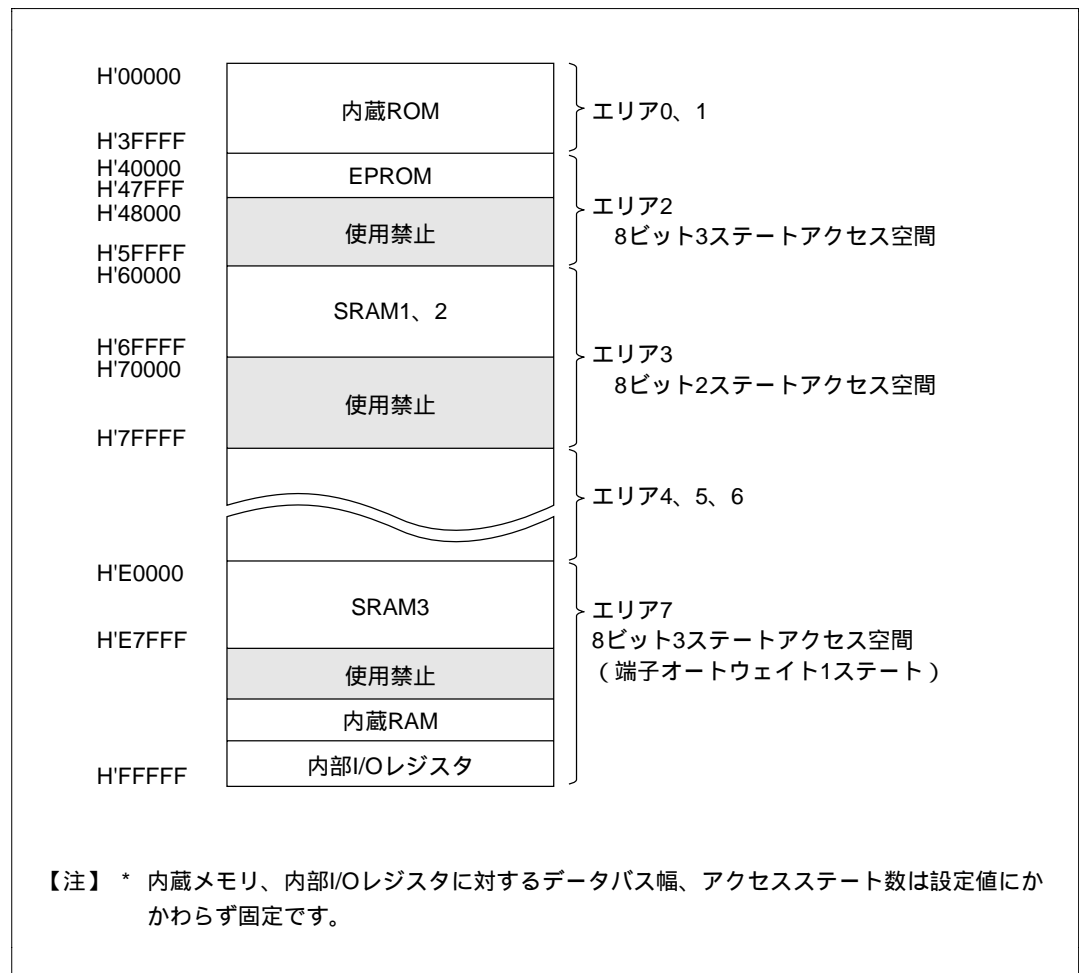 H'00000
内蔵ROM
エリア0、1
H'3FFFF
H'40000
EPROM
H'47FFF
エリア2
H'48000
8ビット3ステートアクセス空間
使用禁止
H'5FFFF
H'60000
SRAM1、2
H'6FFFF
エリア3
H'70000
8ビット2ステートアクセス空間
使用禁止
H'7FFFF
エリア4、5、6
H'E0000
SRAM3
エリア7
H'E7FFF
8ビット3ステートアクセス空間
使用禁止
(端子オートウェイト1ステート)
内蔵RAM
内部I/Oレジスタ
H'FFFFF
【注】 * 内蔵メモリ、内部I/Oレジスタに対するデータバス幅、アクセスステート数は設定値にか
かわらず固定です。